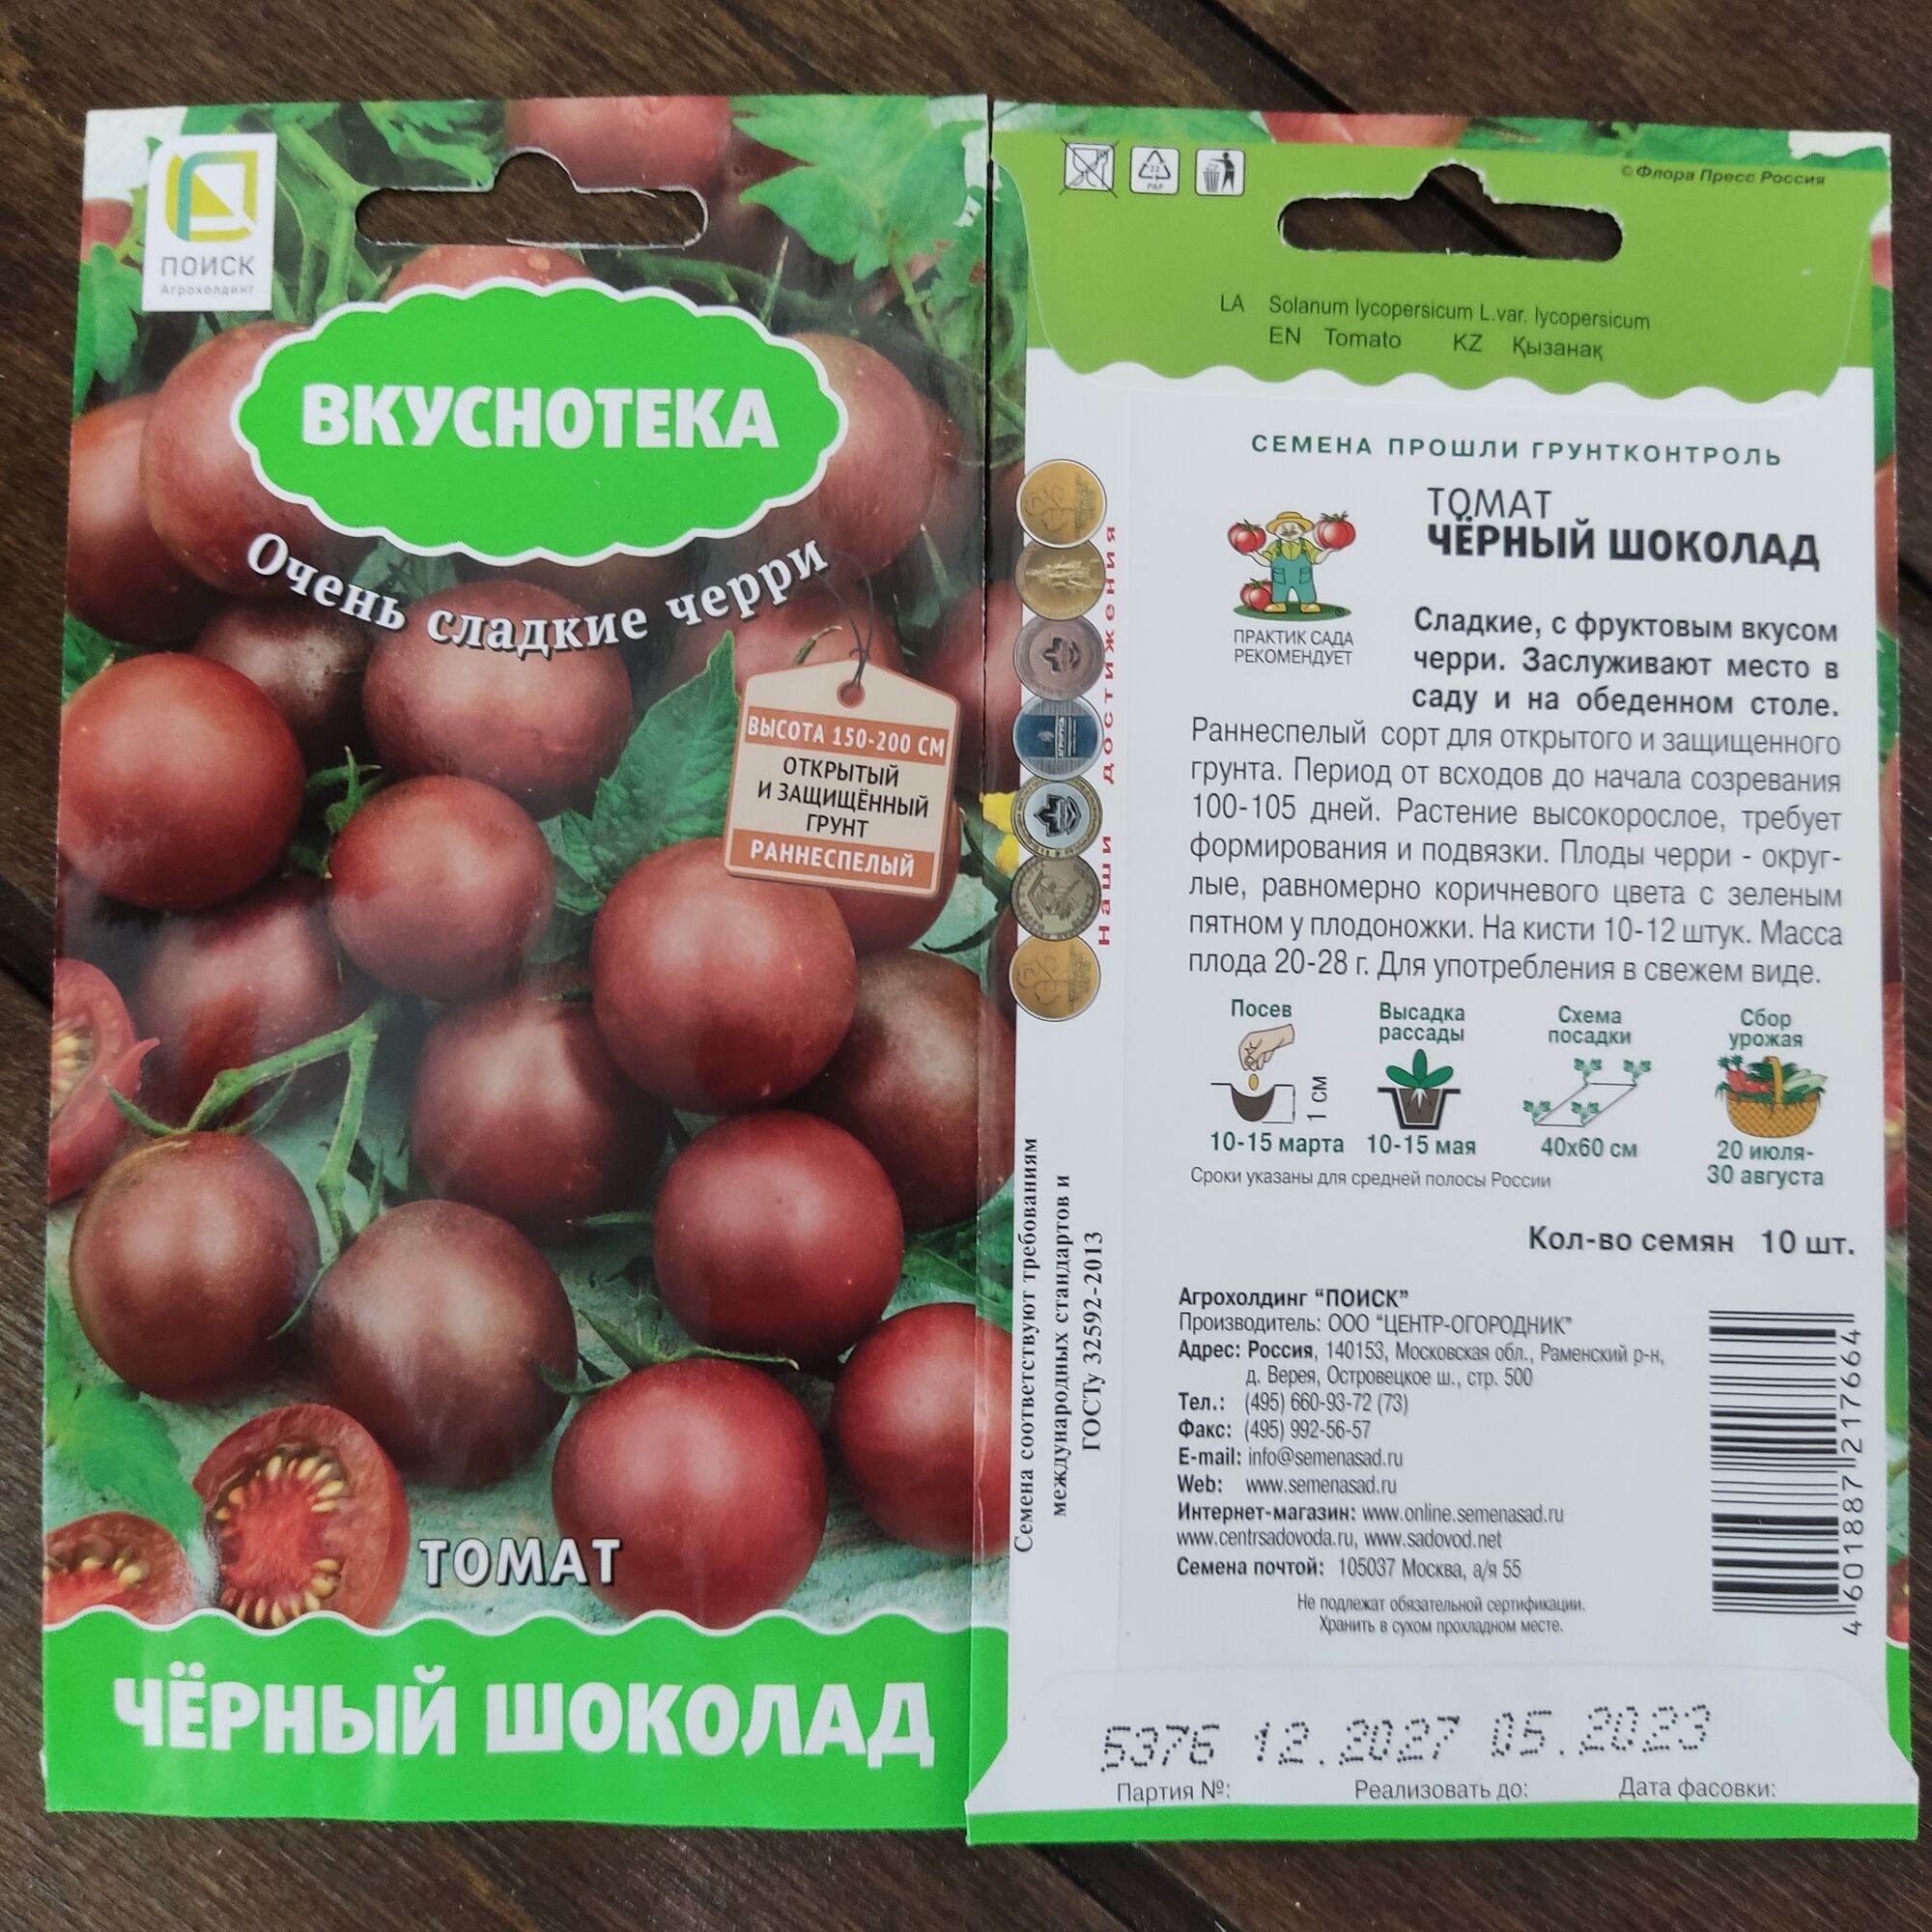 ПОИСК
Агрохолдинг
ВКУСНОТЕКА
Очень сладкие черри
ВЫСОТА 150-200 СМ
ОТКРЫТЫЙ
И ЗАЩИЩЁННЫЙ
ГРУНТ
РАННЕСПЕЛЫЙ
ТОМАТ
ЧЁРНЫЙ ШОКОЛАД
22
PAP
© Флора Пресс Россия
LA Solanum lycopersicum L.var. lycopersicum
EN Tomato KZ Қызанақ
СЕМЕНА ПРОШЛИ ГРУНТКОНТРОЛЬ
ТОМАТ
ЧЁРНЫЙ ШОКОЛАД
ПРАКТИК САДА
РЕКОМЕНДУЕТ
Сладкие, с фруктовым вкусом
черри. Заслуживают место в
саду и на обеденном столе.
Раннеспелый сорт для открытого и защищенного
грунта. Период от всходов до начала созревания
100-105 дней. Растение высокорослое, требует
формирования и подвязки. Плоды черри - округ-
лые, равномерно коричневого цвета с зеленым
пятном у плодоножки. На кисти 10-12 штук. Масса
плода 20-28 г. Для употребления в свежем виде.
наши достижения
Посев
1 см
10-15 марта
Высадка
рассады
10-15 мая
Схема
посадки
40х60 см
Сбор
урожая
20 июля-
30 августа
Сроки указаны для средней полосы России
Кол-во семян 10 шт.
Семена соответствуют требованиям
международных стандартов и
ГОСТу 32592-2013
Агрохолдинг “ПОИСК”
Производитель: ООО “ЦЕНТР-ОГОРОДНИК”
Адрес: Россия, 140153, Московская обл., Раменский р-н,
д. Верея, Островецкое ш., стр. 500
Тел.: (495) 660-93-72 (73)
Факс: (495) 992-56-57
E-mail: info@semenasad.ru
Web: www.semenasad.ru
Интернет-магазин: www.online.semenasad.ru
www.centrsadovoda.ru, www.sadovod.net
Семена почтой: 105037 Москва, а/я 55
Не подлежат обязательной сертификации.
Хранить в сухом прохладном месте.
4 601887 217664
5376 12.2027 05.2023
Партия №: Реализовать до: Дата фасовки: